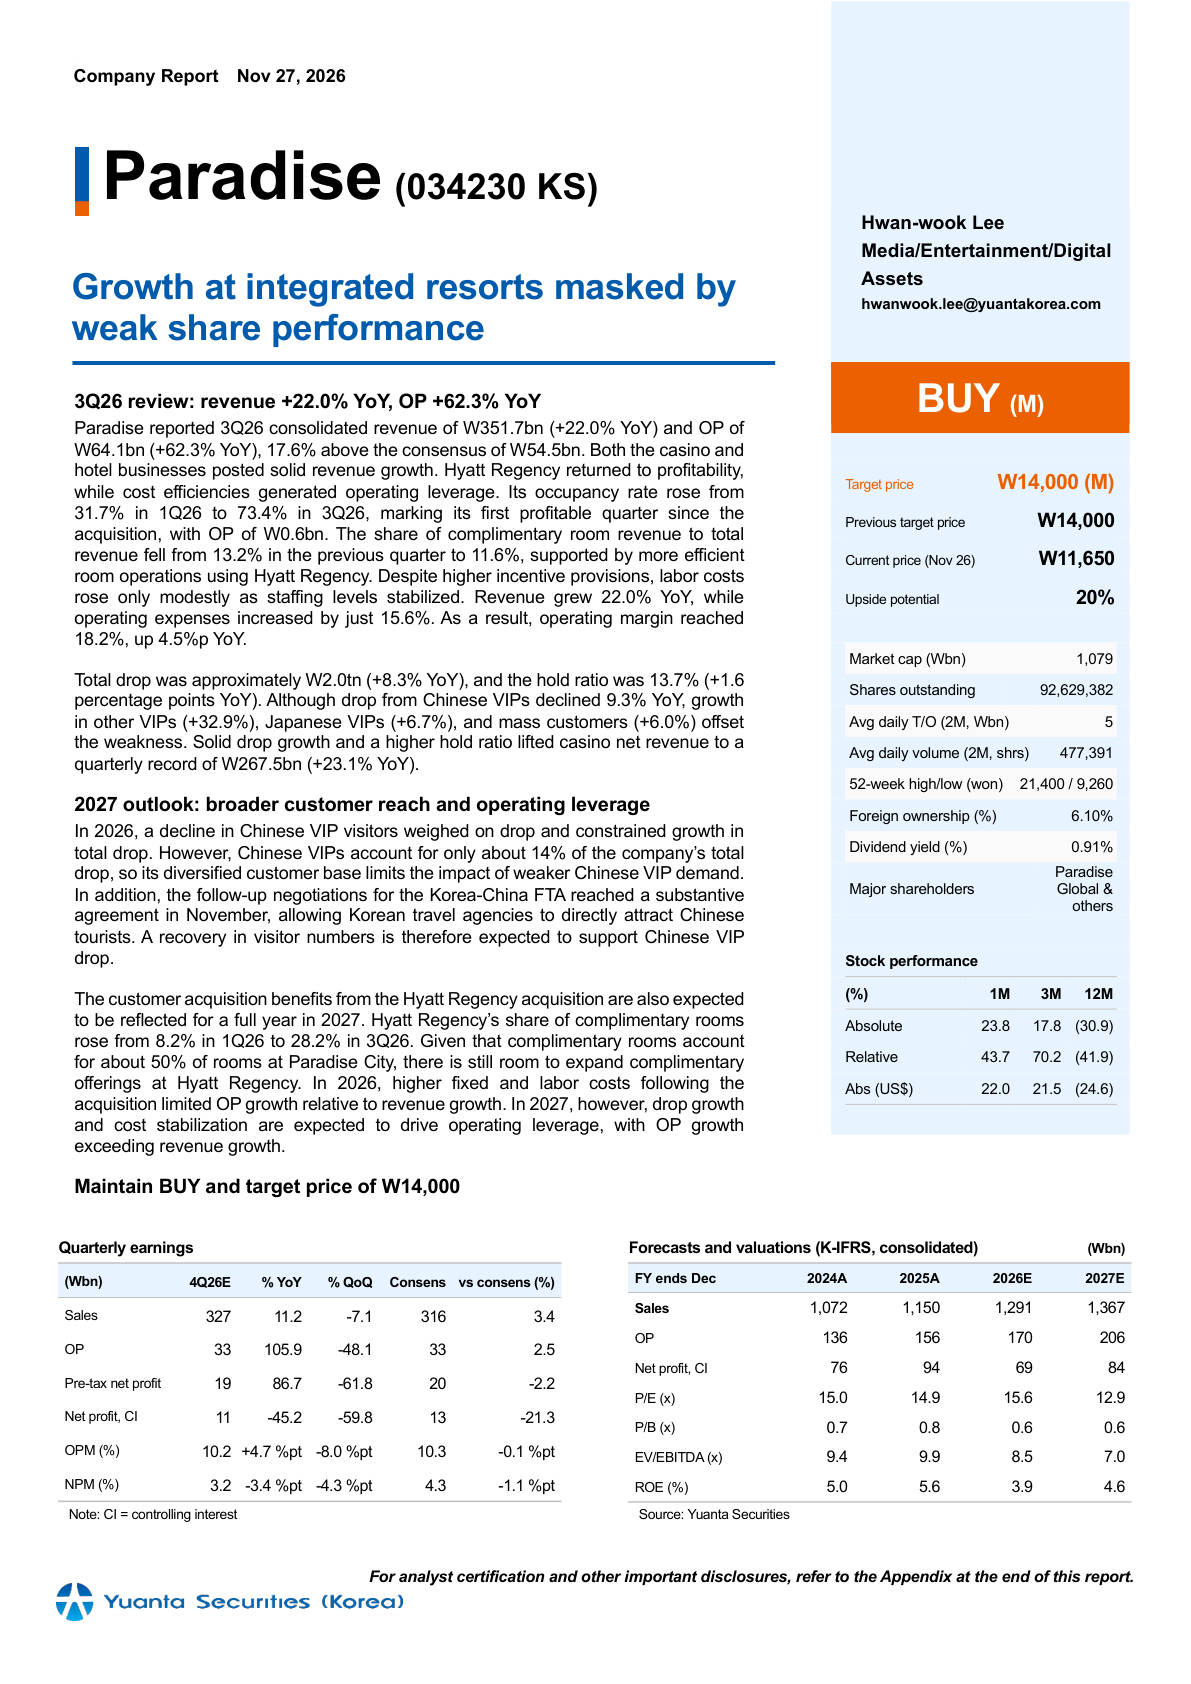 Company Report Nov 27, 2026
Paradise (034230 KS)
Growth at integrated resorts masked by
weak share performance
3Q26 review: revenue +22.0% YoY, OP +62.3% YoY
Paradise reported 3Q26 consolidated revenue of W351.7bn (+22.0% YoY) and OP of
W64.1bn (+62.3% YoY), 17.6% above the consensus of W54.5bn. Both the casino and
hotel businesses posted solid revenue growth. Hyatt Regency returned to profitability,
while cost efficiencies generated operating leverage. Its occupancy rate rose from
31.7% in 1Q26 to 73.4% in 3Q26, marking its first profitable quarter since the
acquisition, with OP of W0.6bn. The share of complimentary room revenue to total
revenue fell from 13.2% in the previous quarter to 11.6%, supported by more efficient
room operations using Hyatt Regency. Despite higher incentive provisions, labor costs
rose only modestly as staffing levels stabilized. Revenue grew 22.0% YoY, while
operating expenses increased by just 15.6%. As a result, operating margin reached
18.2%, up 4.5%p YoY.
Total drop was approximately W2.0tn (+8.3% YoY), and the hold ratio was 13.7% (+1.6
percentage points YoY). Although drop from Chinese VIPs declined 9.3% YoY, growth
in other VIPs (+32.9%), Japanese VIPs (+6.7%), and mass customers (+6.0%) offset
the weakness. Solid drop growth and a higher hold ratio lifted casino net revenue to a
quarterly record of W267.5bn (+23.1% YoY).
2027 outlook: broader customer reach and operating leverage
In 2026, a decline in Chinese VIP visitors weighed on drop and constrained growth in
total drop. However, Chinese VIPs account for only about 14% of the company's total
drop, so its diversified customer base limits the impact of weaker Chinese VIP demand.
In addition, the follow-up negotiations for the Korea-China FTA reached a substantive
agreement in November, allowing Korean travel agencies to directly attract Chinese
tourists. A recovery in visitor numbers is therefore expected to support Chinese VIP
drop.
The customer acquisition benefits from the Hyatt Regency acquisition are also expected
to be reflected for a full year in 2027. Hyatt Regency's share of complimentary rooms
rose from 8.2% in 1Q26 to 28.2% in 3Q26. Given that complimentary rooms account
for about 50% of rooms at Paradise City, there is still room to expand complimentary
offerings at Hyatt Regency. In 2026, higher fixed and labor costs following the
acquisition limited OP growth relative to revenue growth. In 2027, however, drop growth
and cost stabilization are expected to drive operating leverage, with OP growth
exceeding revenue growth.
Maintain BUY and target price of W14,000
Hwan-wook Lee
Media/Entertainment/Digital
Assets
hwanwook.lee@yuantakorea.com
BUY (M)
Target price W14,000 (M)
Previous target price W14,000
Current price (Nov 26) W11,650
Upside potential 20%
Market cap (Wbn) 1,079
Shares outstanding 92,629,382
Avg daily T/O (2M, Wbn) 5
Avg daily volume (2M, shrs) 477,391
52-week high/low (won) 21,400 / 9,260
Foreign ownership (%) 6.10%
Dividend yield (%) 0.91%
Major shareholders Paradise
Global &
others
Stock performance
(%) 1M 3M 12M
Absolute 23.8 17.8 (30.9)
Relative 43.7 70.2 (41.9)
Abs (US$) 22.0 21.5 (24.6)
Quarterly earnings
(Wbn) 4Q26E % YoY % QoQ Consens vs consens (%)
Sales 327 11.2 -7.1 316 3.4
OP 33 105.9 -48.1 33 2.5
Pre-tax net profit 19 86.7 -61.8 20 -2.2
Net profit, CI 11 -45.2 -59.8 13 -21.3
OPM (%) 10.2 +4.7 %pt -8.0 %pt 10.3 -0.1 %pt
NPM (%) 3.2 -3.4 %pt -4.3 %pt 4.3 -1.1 %pt
Note: CI = controlling interest
Forecasts and valuations (K-IFRS, consolidated) (Wbn)
FY ends Dec 2024A 2025A 2026E 2027E
Sales 1,072 1,150 1,291 1,367
OP 136 156 170 206
Net profit, CI 76 94 69 84
P/E (x) 15.0 14.9 15.6 12.9
P/B (x) 0.7 0.8 0.6 0.6
EV/EBITDA (x) 9.4 9.9 8.5 7.0
ROE (%) 5.0 5.6 3.9 4.6
Source: Yuanta Securities
For analyst certification and other important disclosures, refer to the Appendix at the end of this report.
Yuanta Securities (Korea)